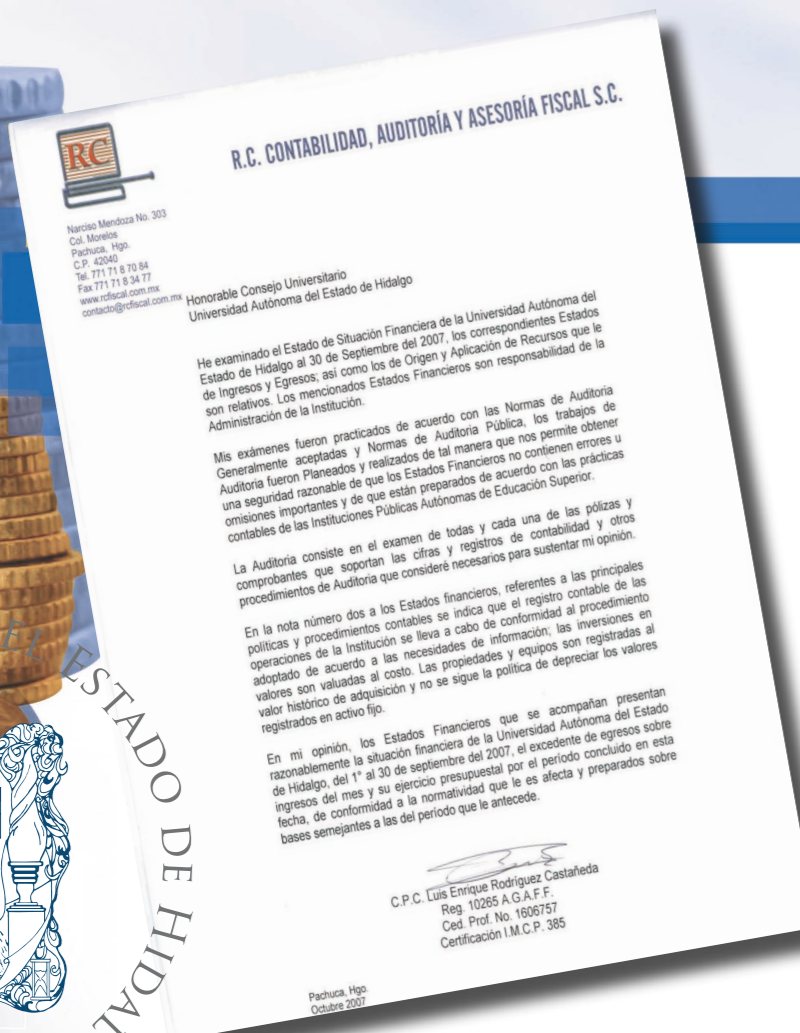 R.C. CONTABILIDAD, AUDITORÍA Y ASESORÍA FISCAL S.C.
RC
Narciso Mendoza No. 303
Col. Morelos
Pachuca, Hgo.
C.P. 42040
Tel. 771 71 8 70 84
Fax 771 71 8 34 77
www.rcfiscal.com.mx
contacto@rcfiscal.com.mx
Honorable Consejo Universitario
Universidad Autónoma del Estado de Hidalgo
He examinado el Estado de Situación Financiera de la Universidad Autónoma del
Estado de Hidalgo al 30 de Septiembre del 2007, los correspondientes Estados
de Ingresos y Egresos; así como los de Origen y Aplicación de Recursos que le
son relativos. Los mencionados Estados Financieros son responsabilidad de la
Administración de la Institución.
Mis exámenes fueron practicados de acuerdo con las Normas de Auditoria
Generalmente aceptadas y Normas de Auditoria Pública, los trabajos de
Auditoria fueron Planeados y realizados de tal manera que nos permite obtener
una seguridad razonable de que los Estados Financieros no contienen errores u
omisiones importantes y de que están preparados de acuerdo con las prácticas
contables de las Instituciones Públicas Autónomas de Educación Superior.
La Auditoria consiste en el examen de todas y cada una de las pólizas y
comprobantes que soportan las cifras y registros de contabilidad y otros
procedimientos de Auditoria que consideré necesarios para sustentar mi opinión.
En la nota número dos a los Estados financieros, referentes a las principales
políticas y procedimientos contables se indica que el registro contable de las
operaciones de la Institución se lleva a cabo de conformidad al procedimiento
adoptado de acuerdo a las necesidades de información; las inversiones en
valores son valuadas al costo. Las propiedades y equipos son registradas al
valor histórico de adquisición y no se sigue la política de depreciar los valores
registrados en activo fijo.
En mi opinión, los Estados Financieros que se acompañan presentan
razonablemente la situación financiera de la Universidad Autónoma del Estado
de Hidalgo, del 1° al 30 de septiembre del 2007, el excedente de egresos sobre
ingresos del mes y su ejercicio presupuestal por el periodo concluido en esta
fecha, de conformidad a la normatividad que le es afecta y preparados sobre
bases semejantes a las del período que le antecede.
C.P.C. Luis Enrique Rodríguez Castañeda
Reg. 10265 A.G.A.F.F.
Ced. Prof. No. 1606757
Certificación I.M.C.P. 385
Pachuca, Hgo.
Octubre 2007
EL ESTADO DE HIDAL